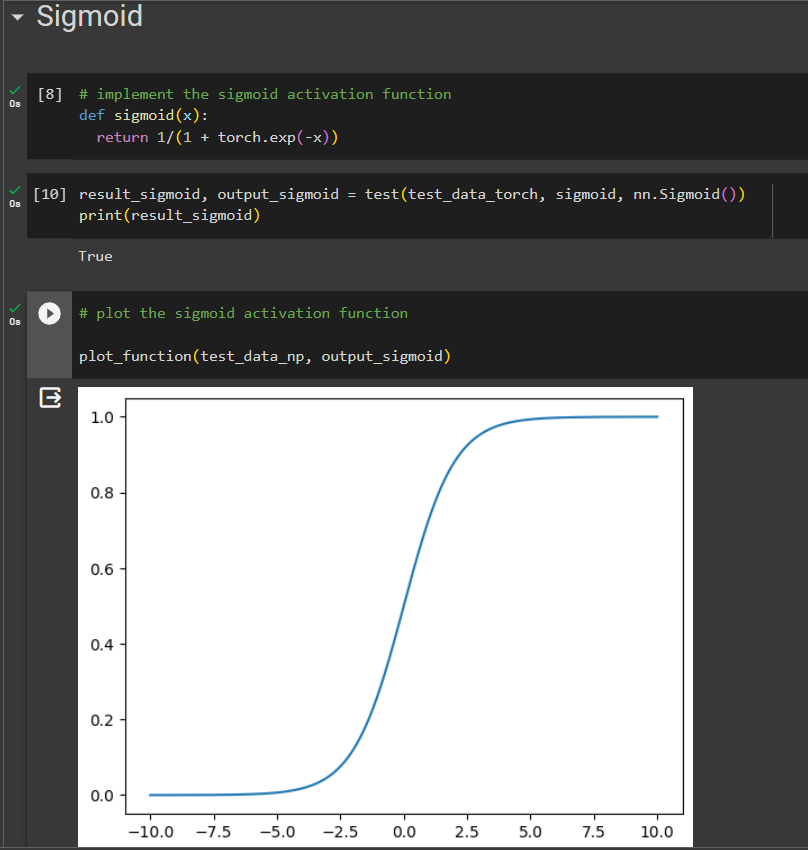 Sigmoid
[8] # implement the sigmoid activation function
0s
def sigmoid(x):
return 1/(1 + torch.exp(-x))
[10] result_sigmoid, output_sigmoid = test(test_data_torch, sigmoid, nn.Sigmoid())
0s
print(result_sigmoid)
True
# plot the sigmoid activation function
0s
plot_function(test_data_np, output_sigmoid)
1.0
0.8
0.6
0.4
0.2
0.0
−10.0 −7.5 −5.0 −2.5 0.0 2.5 5.0 7.5 10.0